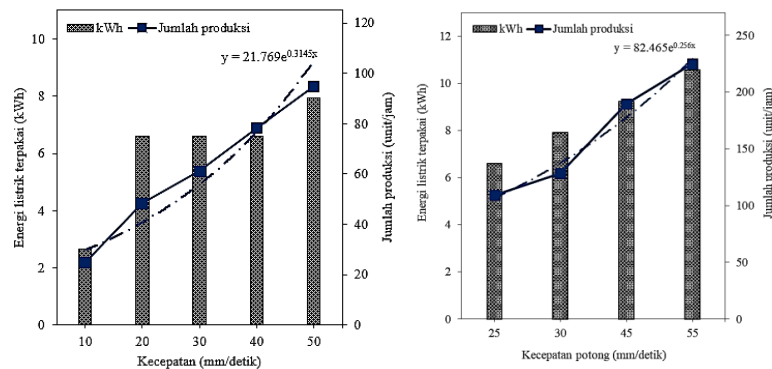 kWh
Jumlah produksi
y = 21.769e^0.3145x
Energi listrik terpakai (kWh)
10
8
6
4
2
0
120
100
80
60
40
20
0
Jumlah produksi (unit/jam)
10 20 30 40 50
Kecepatan (mm/detik)
kWh
Jumlah produksi
y = 82.465e^0.256x
Energi listrik terpakai (kWh)
12
10
8
6
4
2
0
250
200
150
100
50
0
Jumlah produksi (unit/jam)
25 30 45 55
Kecepatan potong (mm/detik)